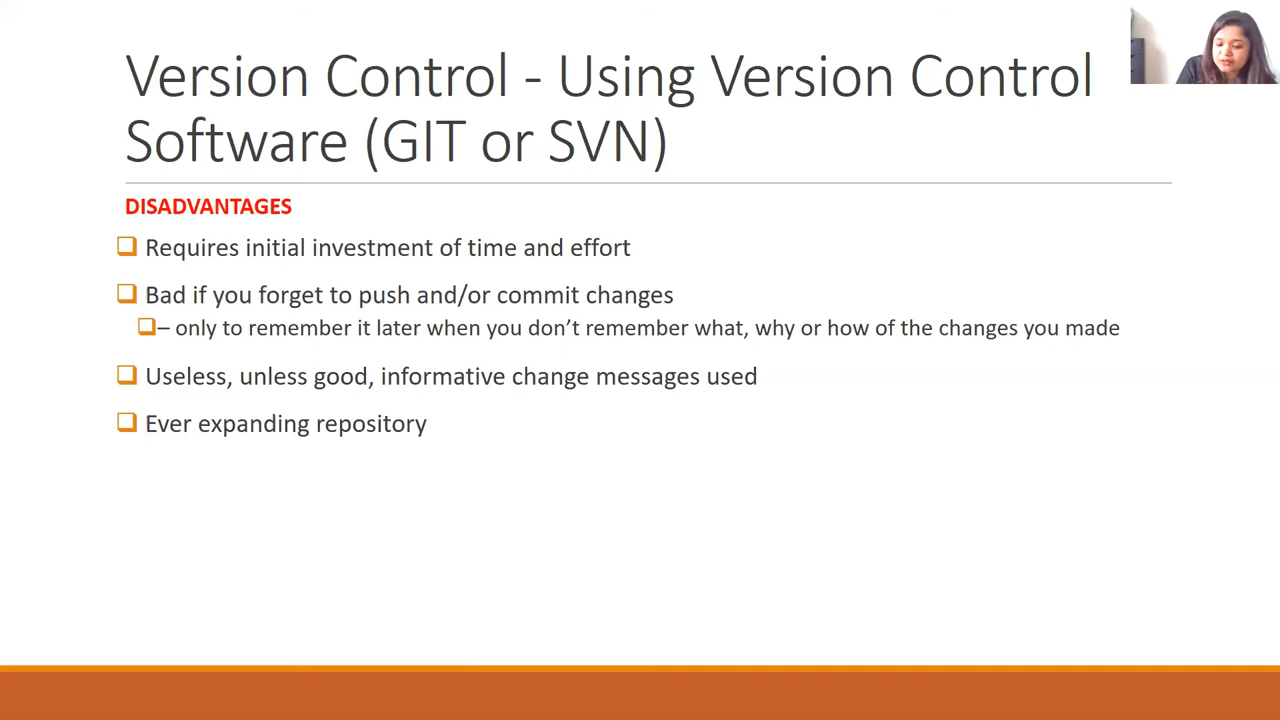 Version Control - Using Version Control
Software (GIT or SVN)
DISADVANTAGES
Requires initial investment of time and effort
Bad if you forget to push and/or commit changes
– only to remember it later when you don’t remember what, why or how of the changes you made
Useless, unless good, informative change messages used
Ever expanding repository